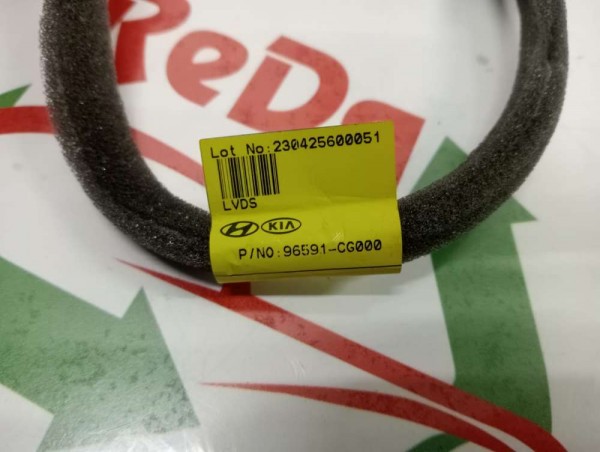 ReDa
Lot No:230425600051
LVDS
KIA
P/NO:96591-CG000